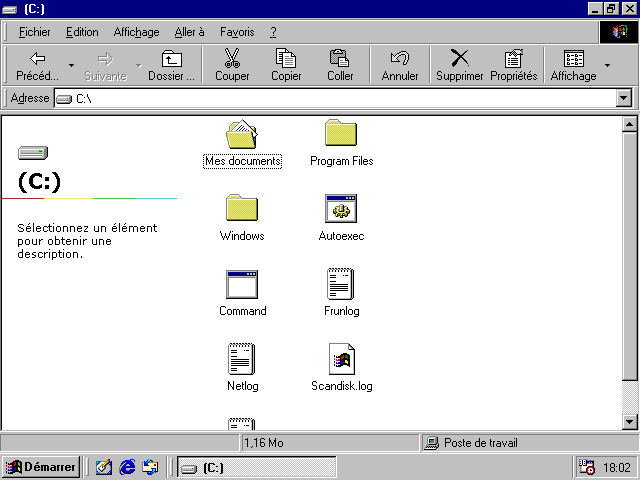 (C:)
Fichier Edition Affichage Aller à Favoris ?
Précéd... Suivante Dossier ... Couper Copier Coller Annuler Supprimer Propriétés Affichage
Adresse C:\
(C:)
Sélectionnez un élément
pour obtenir une
description.
Mes documents Program Files
Windows Autoexec
Command Frunlog
Netlog Scandisk.log
1,16 Mo Poste de travail
Démarrer (C:) 18:02